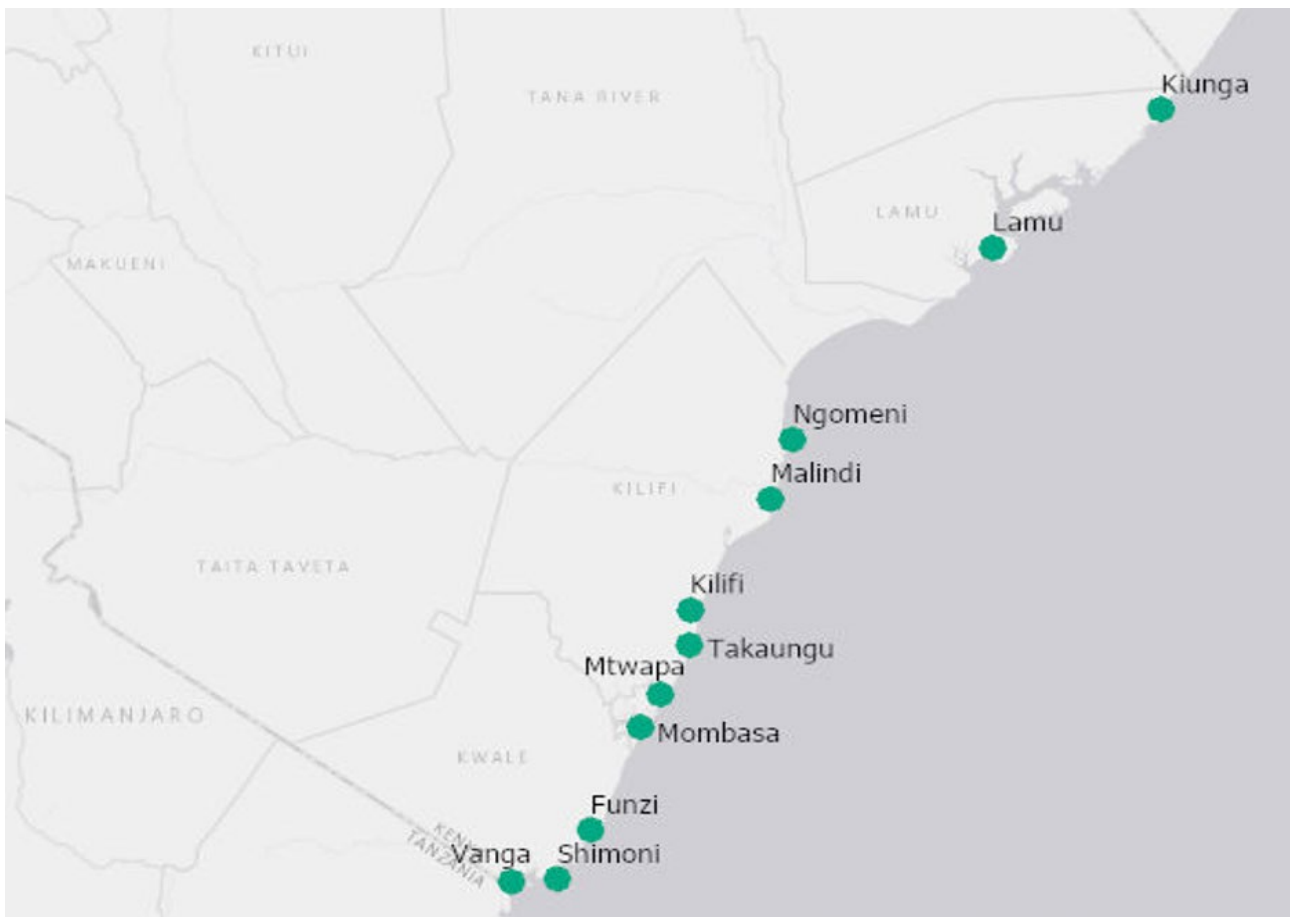 KITUI
TANA RIVER
Kiunga
LAMU
Lamu
MAKUENI
Ngomeni
Malindi
KILIFI
TAITA TAVETA
Kilifi
Takaungu
Mtwapa
KILIMANJARO
Mombasa
KWALE
Funzi
KENYA
TANZANIA
Vanga
Shimoni